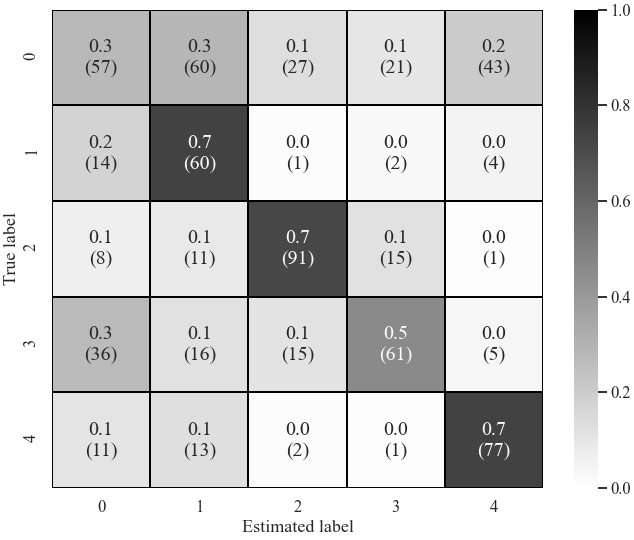 0.3 0.3 0.1 0.1 0.2
(57) (60) (27) (21) (43)
0.2 0.7 0.0 0.0 0.0
(14) (60) (1) (2) (4)
0.1 0.1 0.7 0.1 0.0
(8) (11) (91) (15) (1)
0.3 0.1 0.1 0.5 0.0
(36) (16) (15) (61) (5)
0.1 0.1 0.0 0.0 0.7
(11) (13) (2) (1) (77)
0
1
2
3
4
True label
0 1 2 3 4
Estimated label
1.0
0.8
0.6
0.4
0.2
0.0